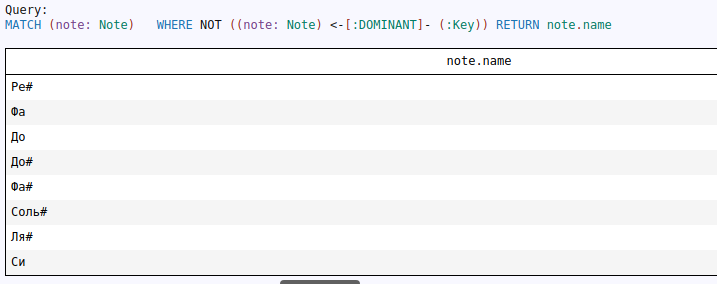 Query:
MATCH (note: Note)   WHERE NOT ((note: Note) <-[:DOMINANT]- (:Key)) RETURN note.name
note.name
Ре#
Фа
До
До#
Фа#
Соль#
Ля#
Си